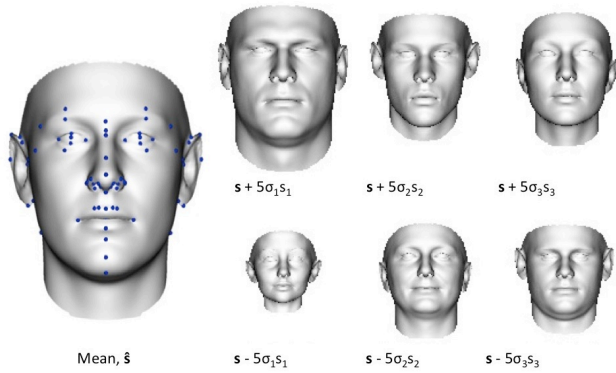 s + 5σ₁s₁
s + 5σ₂s₂
s + 5σ₃s₃
Mean, ŝ
s - 5σ₁s₁
s - 5σ₂s₂
s - 5σ₃s₃